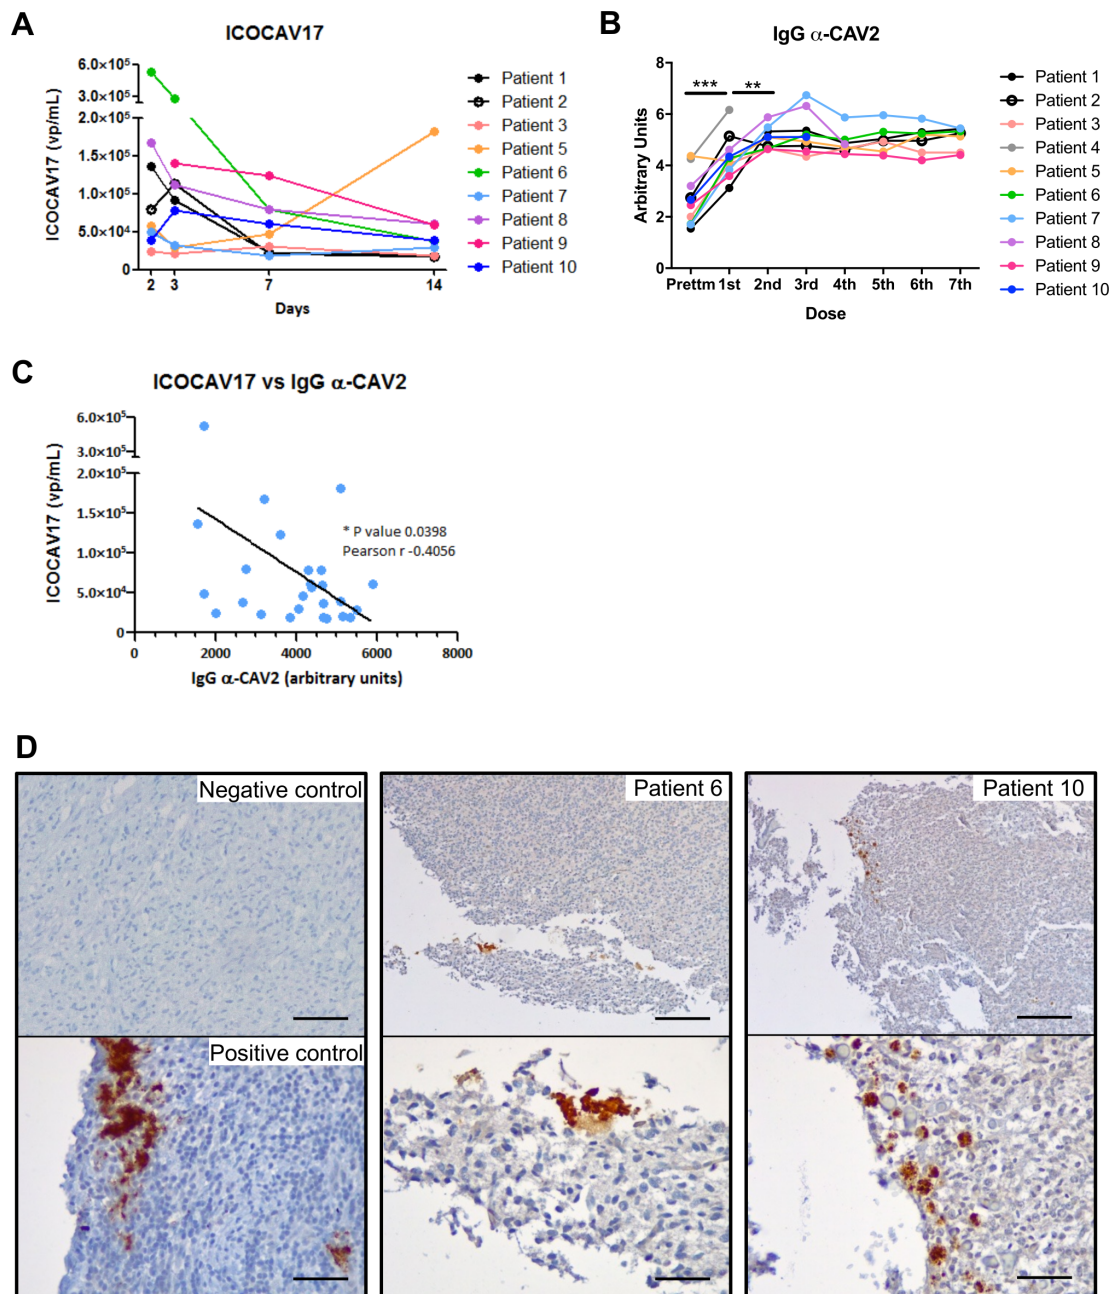 A
ICOCAV17
ICOCAV17 (vp/mL)
6.0×10⁵
3.0×10⁵
2.0×10⁵
1.5×10⁵
1.0×10⁵
5.0×10⁴
0
2 3 7 14
Days
Patient 1
Patient 2
Patient 3
Patient 5
Patient 6
Patient 7
Patient 8
Patient 9
Patient 10
B
IgG α-CAV2
Arbitrary Units
8
6
4
2
0
*** **
Prettm 1st 2nd 3rd 4th 5th 6th 7th
Dose
Patient 1
Patient 2
Patient 3
Patient 4
Patient 5
Patient 6
Patient 7
Patient 8
Patient 9
Patient 10
C
ICOCAV17 vs IgG α-CAV2
ICOCAV17 (vp/mL)
6.0×10⁵
3.0×10⁵
2.0×10⁵
1.5×10⁵
1.0×10⁵
5.0×10⁴
0
* P value 0.0398
Pearson r -0.4056
0 2000 4000 6000 8000
IgG α-CAV2 (arbitrary units)
D
Negative control
Patient 6
Patient 10
Positive control